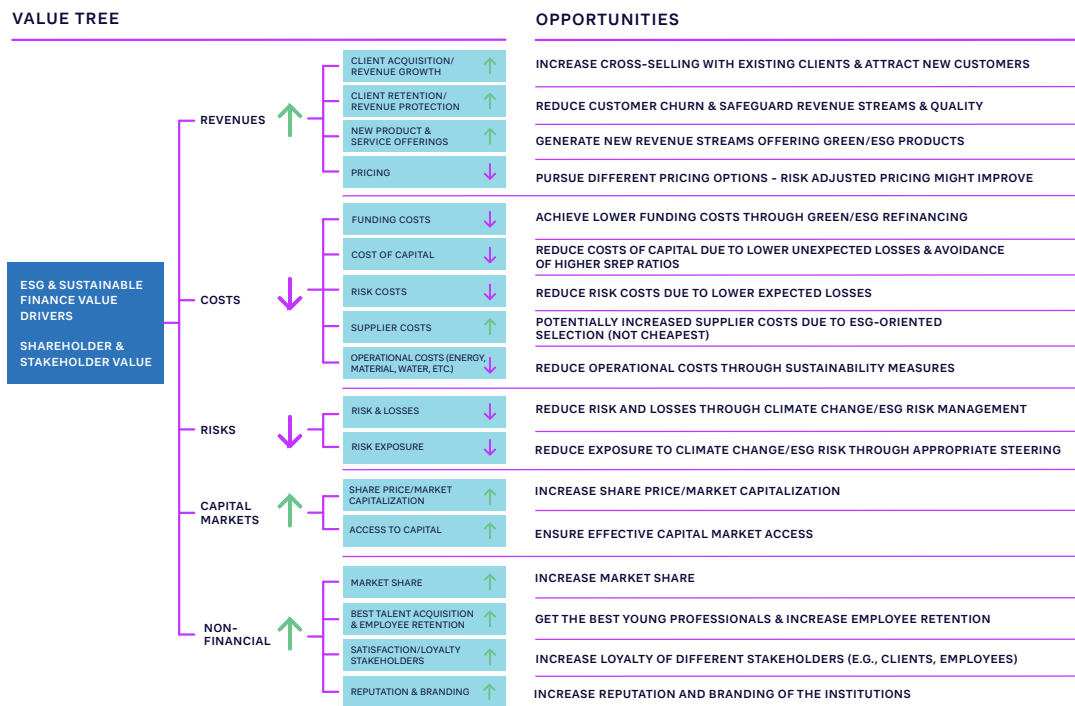 VALUE TREE
OPPORTUNITIES
ESG & SUSTAINABLE
FINANCE VALUE
DRIVERS
SHAREHOLDER &
STAKEHOLDER VALUE
REVENUES
CLIENT ACQUISITION/
REVENUE GROWTH
INCREASE CROSS-SELLING WITH EXISTING CLIENTS & ATTRACT NEW CUSTOMERS
CLIENT RETENTION/
REVENUE PROTECTION
REDUCE CUSTOMER CHURN & SAFEGUARD REVENUE STREAMS & QUALITY
NEW PRODUCT &
SERVICE OFFERINGS
GENERATE NEW REVENUE STREAMS OFFERING GREEN/ESG PRODUCTS
PRICING
PURSUE DIFFERENT PRICING OPTIONS - RISK ADJUSTED PRICING MIGHT IMPROVE
COSTS
FUNDING COSTS
ACHIEVE LOWER FUNDING COSTS THROUGH GREEN/ESG REFINANCING
COST OF CAPITAL
REDUCE COSTS OF CAPITAL DUE TO LOWER UNEXPECTED LOSSES & AVOIDANCE
OF HIGHER SREP RATIOS
RISK COSTS
REDUCE RISK COSTS DUE TO LOWER EXPECTED LOSSES
SUPPLIER COSTS
POTENTIALLY INCREASED SUPPLIER COSTS DUE TO ESG-ORIENTED
SELECTION (NOT CHEAPEST)
OPERATIONAL COSTS (ENERGY,
MATERIAL, WATER, ETC.)
REDUCE OPERATIONAL COSTS THROUGH SUSTAINABILITY MEASURES
RISKS
RISK & LOSSES
REDUCE RISK AND LOSSES THROUGH CLIMATE CHANGE/ESG RISK MANAGEMENT
RISK EXPOSURE
REDUCE EXPOSURE TO CLIMATE CHANGE/ESG RISK THROUGH APPROPRIATE STEERING
CAPITAL
MARKETS
SHARE PRICE/MARKET
CAPITALIZATION
INCREASE SHARE PRICE/MARKET CAPITALIZATION
ACCESS TO CAPITAL
ENSURE EFFECTIVE CAPITAL MARKET ACCESS
NON-
FINANCIAL
MARKET SHARE
INCREASE MARKET SHARE
BEST TALENT ACQUISITION
& EMPLOYEE RETENTION
GET THE BEST YOUNG PROFESSIONALS & INCREASE EMPLOYEE RETENTION
SATISFACTION/LOYALTY
STAKEHOLDERS
INCREASE LOYALTY OF DIFFERENT STAKEHOLDERS (E.G., CLIENTS, EMPLOYEES)
REPUTATION & BRANDING
INCREASE REPUTATION AND BRANDING OF THE INSTITUTIONS